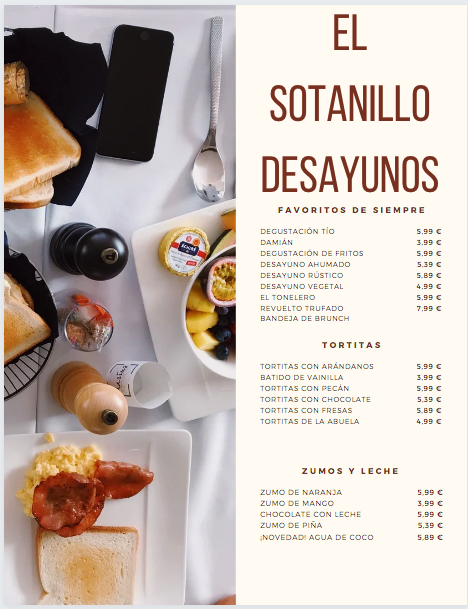 EL
SOTANILLO
DESAYUNOS
FAVORITOS DE SIEMPRE
DEGUSTACIÓN TÍO 5,99 €
DAMIÁN 3,99 €
DEGUSTACIÓN DE FRITOS 5,99 €
DESAYUNO AHUMADO 5,39 €
DESAYUNO RÚSTICO 5,89 €
DESAYUNO VEGETAL 4,99 €
EL TONELERO 5,99 €
REVUELTO TRUFADO 7,99 €
BANDEJA DE BRUNCH
TORTITAS
TORTITAS CON ARÁNDANOS 5,99 €
BATIDO DE VAINILLA 3,99 €
TORTITAS CON PECÁN 5,99 €
TORTITAS CON CHOCOLATE 5,39 €
TORTITAS CON FRESAS 5,89 €
TORTITAS DE LA ABUELA 4,99 €
ZUMOS Y LECHE
ZUMO DE NARANJA 5,99 €
ZUMO DE MANGO 3,99 €
CHOCOLATE CON LECHE 5,99 €
ZUMO DE PIÑA 5,39 €
¡NOVEDAD! AGUA DE COCO 5,89 €